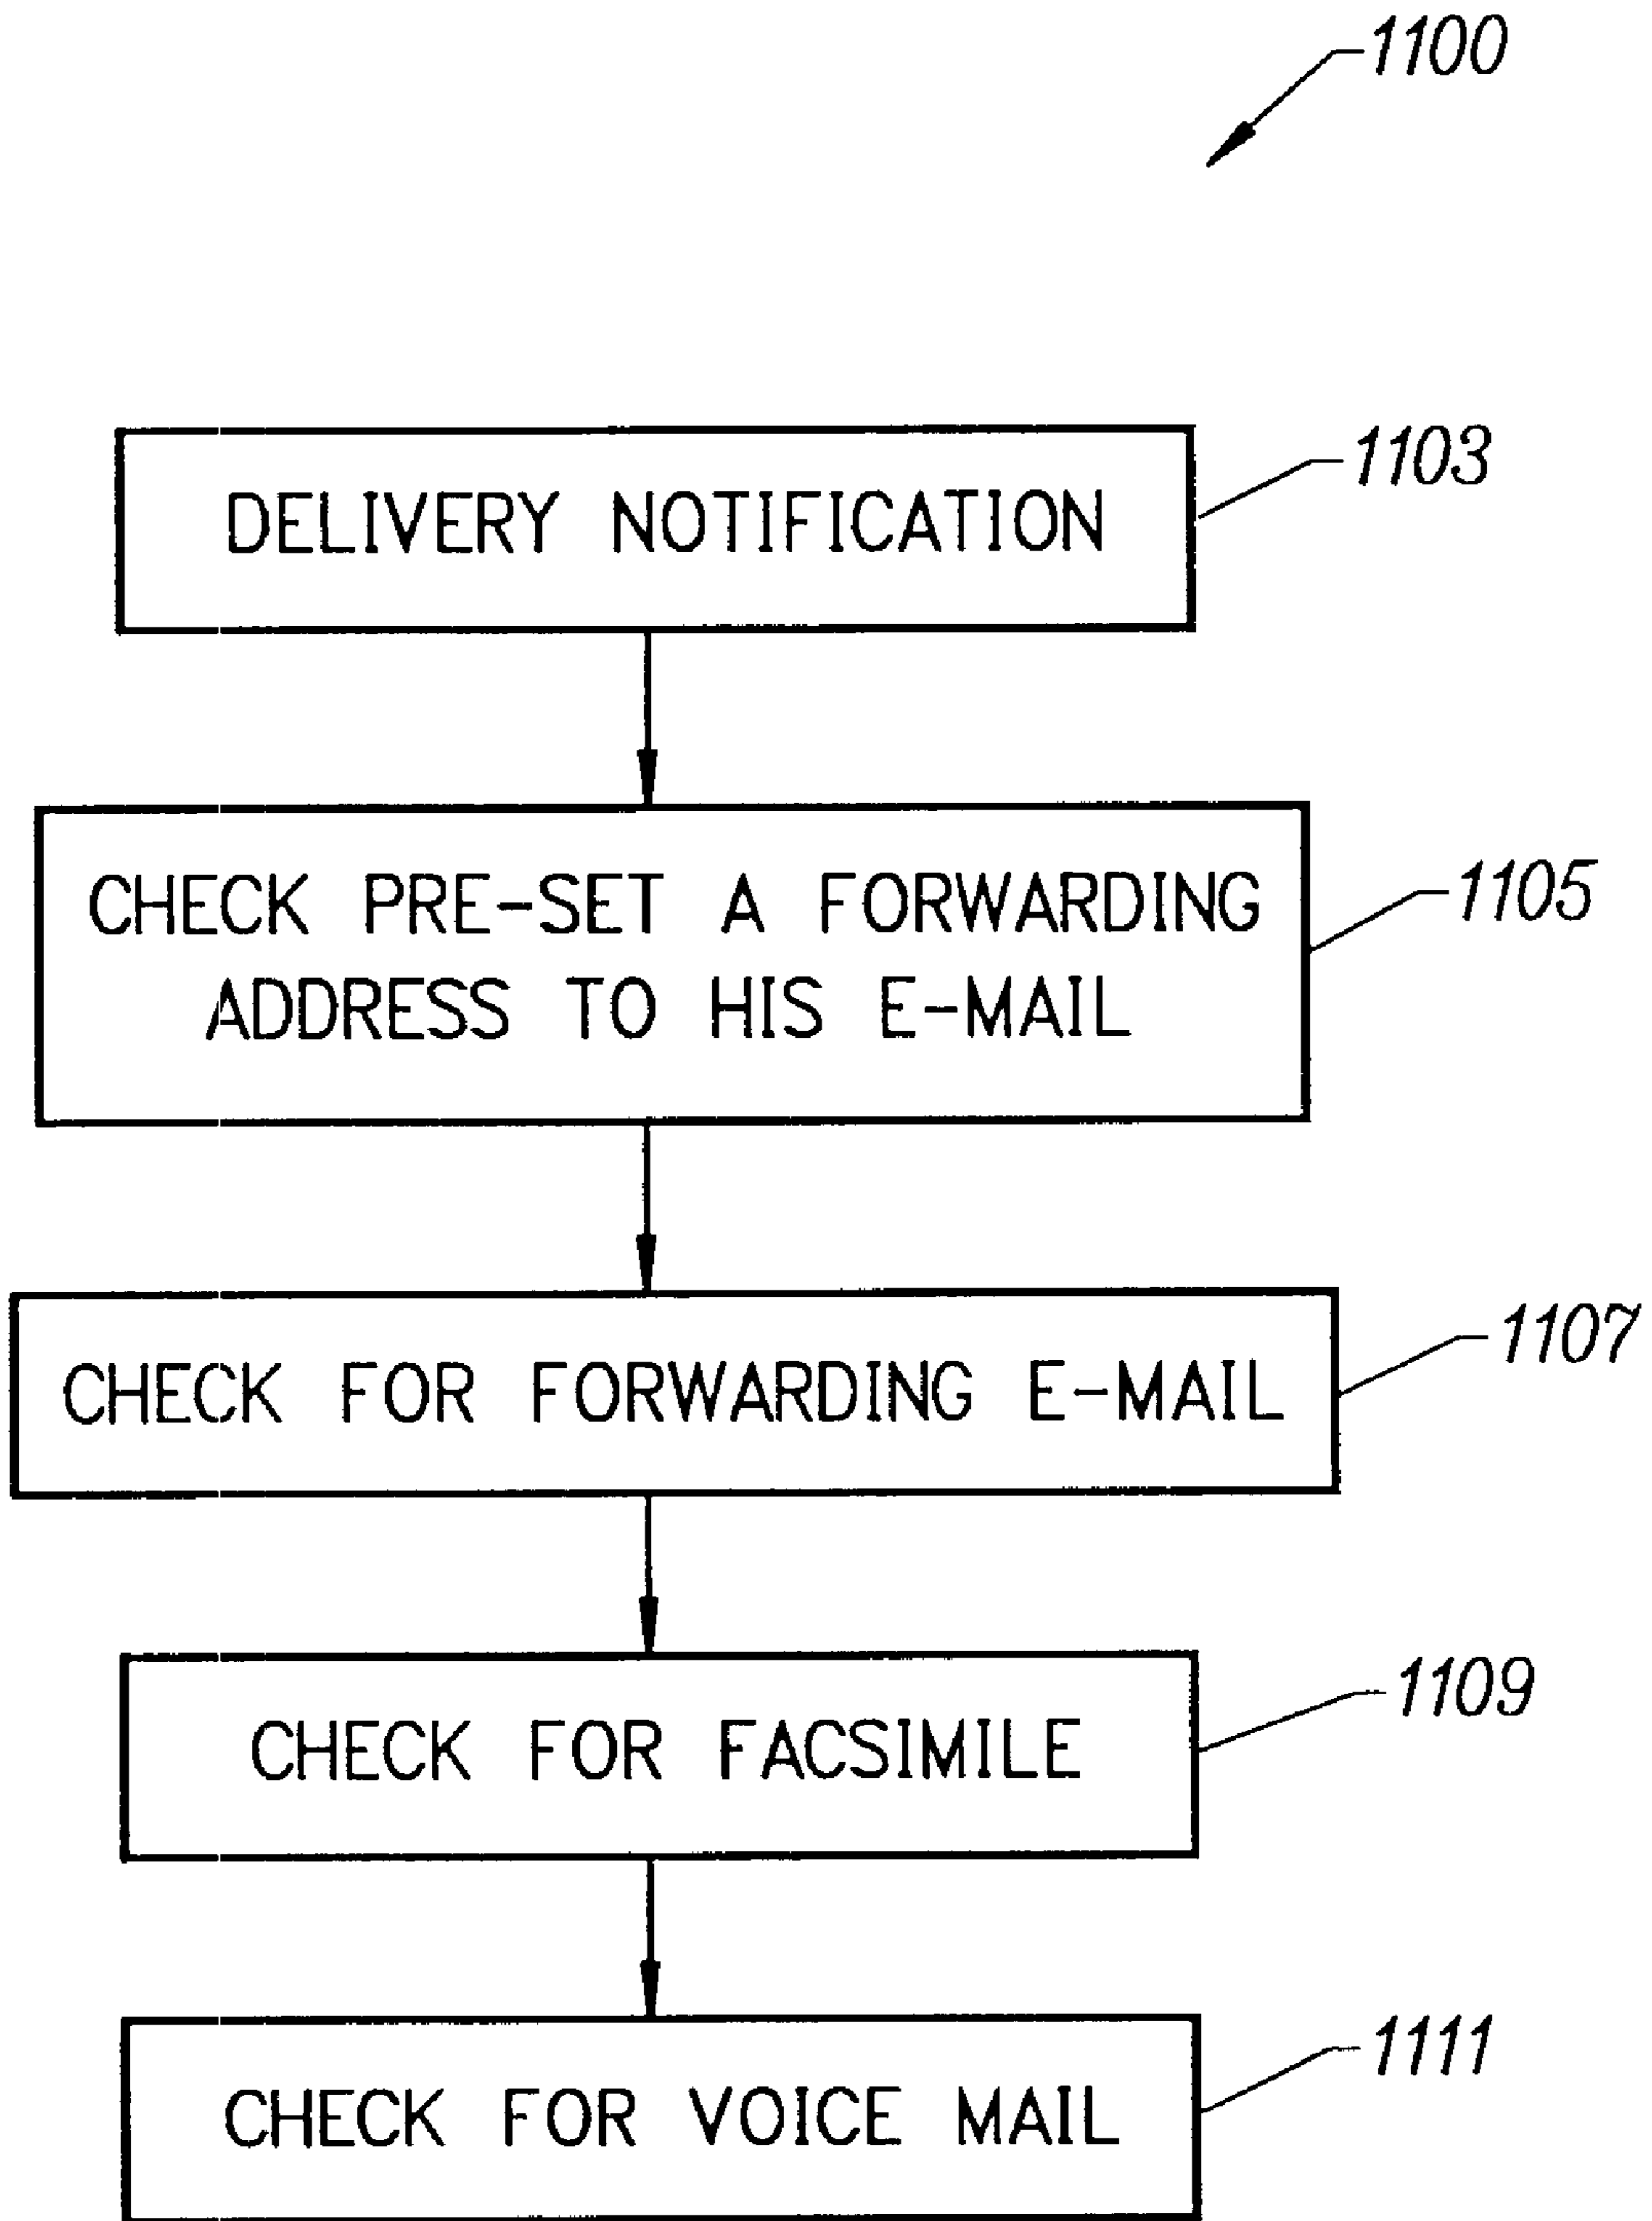 1100
DELIVERY NOTIFICATION
1103
CHECK PRE-SET A FORWARDING
ADDRESS TO HIS E-MAIL
1105
CHECK FOR FORWARDING E-MAIL
1107
CHECK FOR FACSIMILE
1109
CHECK FOR VOICE MAIL
1111